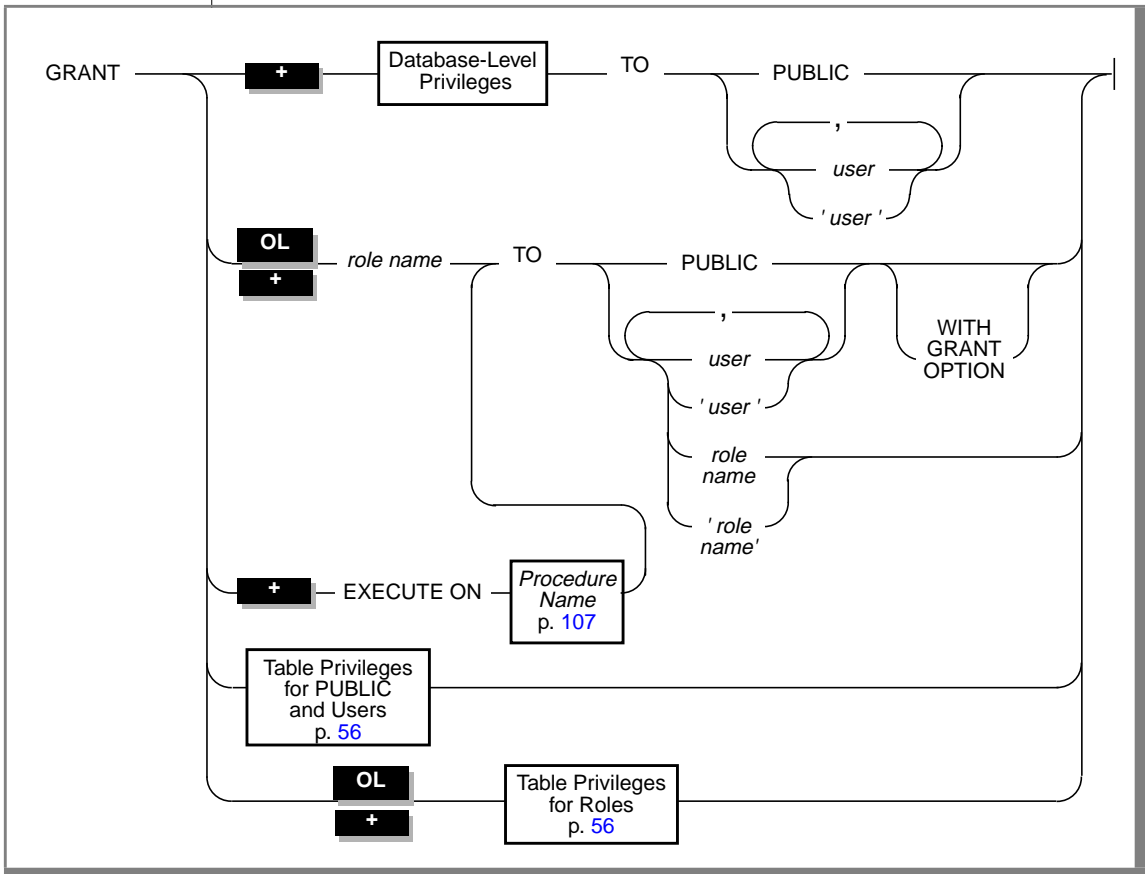 GRANT
+
Database-Level
Privileges
TO
PUBLIC
,
user
' user '
OL
+
role name
TO
PUBLIC
,
user
' user '
role
name
' role
name'
WITH
GRANT
OPTION
+
EXECUTE ON
Procedure
Name
p. 107
Table Privileges
for PUBLIC
and Users
p. 56
OL
+
Table Privileges
for Roles
p. 56